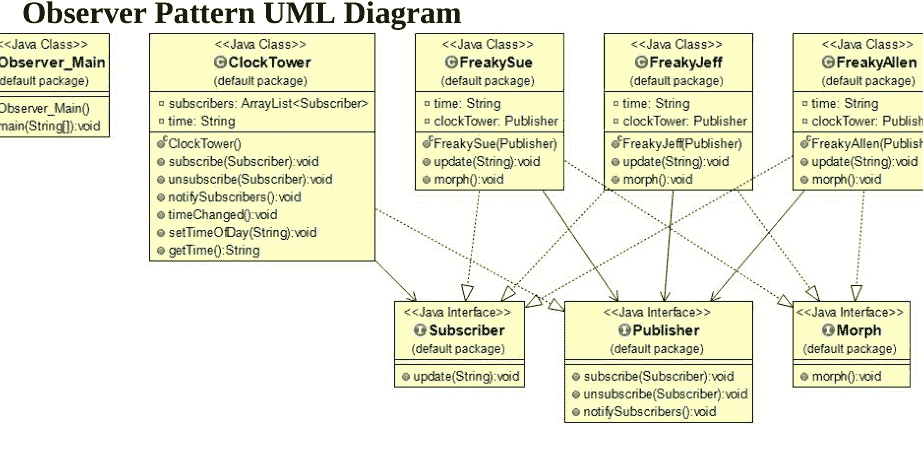 Observer Pattern UML Diagram
<<Java Class>>
Observer_Main
(default package)
Observer_Main()
main(String[]):void
<<Java Class>>
ClockTower
(default package)
subscribers: ArrayList<Subscriber>
time: String
ClockTower()
subscribe(Subscriber):void
unsubscribe(Subscriber):void
notifySubscribers():void
timeChanged():void
setTimeOfDay(String):void
getTime():String
<<Java Class>>
FreakySue
(default package)
time: String
clockTower: Publisher
FreakySue(Publisher)
update(String):void
morph():void
<<Java Class>>
FreakyJeff
(default package)
time: String
clockTower: Publisher
FreakyJeff(Publisher)
update(String):void
morph():void
<<Java Class>>
FreakyAllen
(default package)
time: String
clockTower: Publish
FreakyAllen(Publish
update(String):void
morph():void
<<Java Interface>>
Subscriber
(default package)
update(String):void
<<Java Interface>>
Publisher
(default package)
subscribe(Subscriber):void
unsubscribe(Subscriber):void
notifySubscribers():void
<<Java Interface>>
Morph
(default package)
morph():void